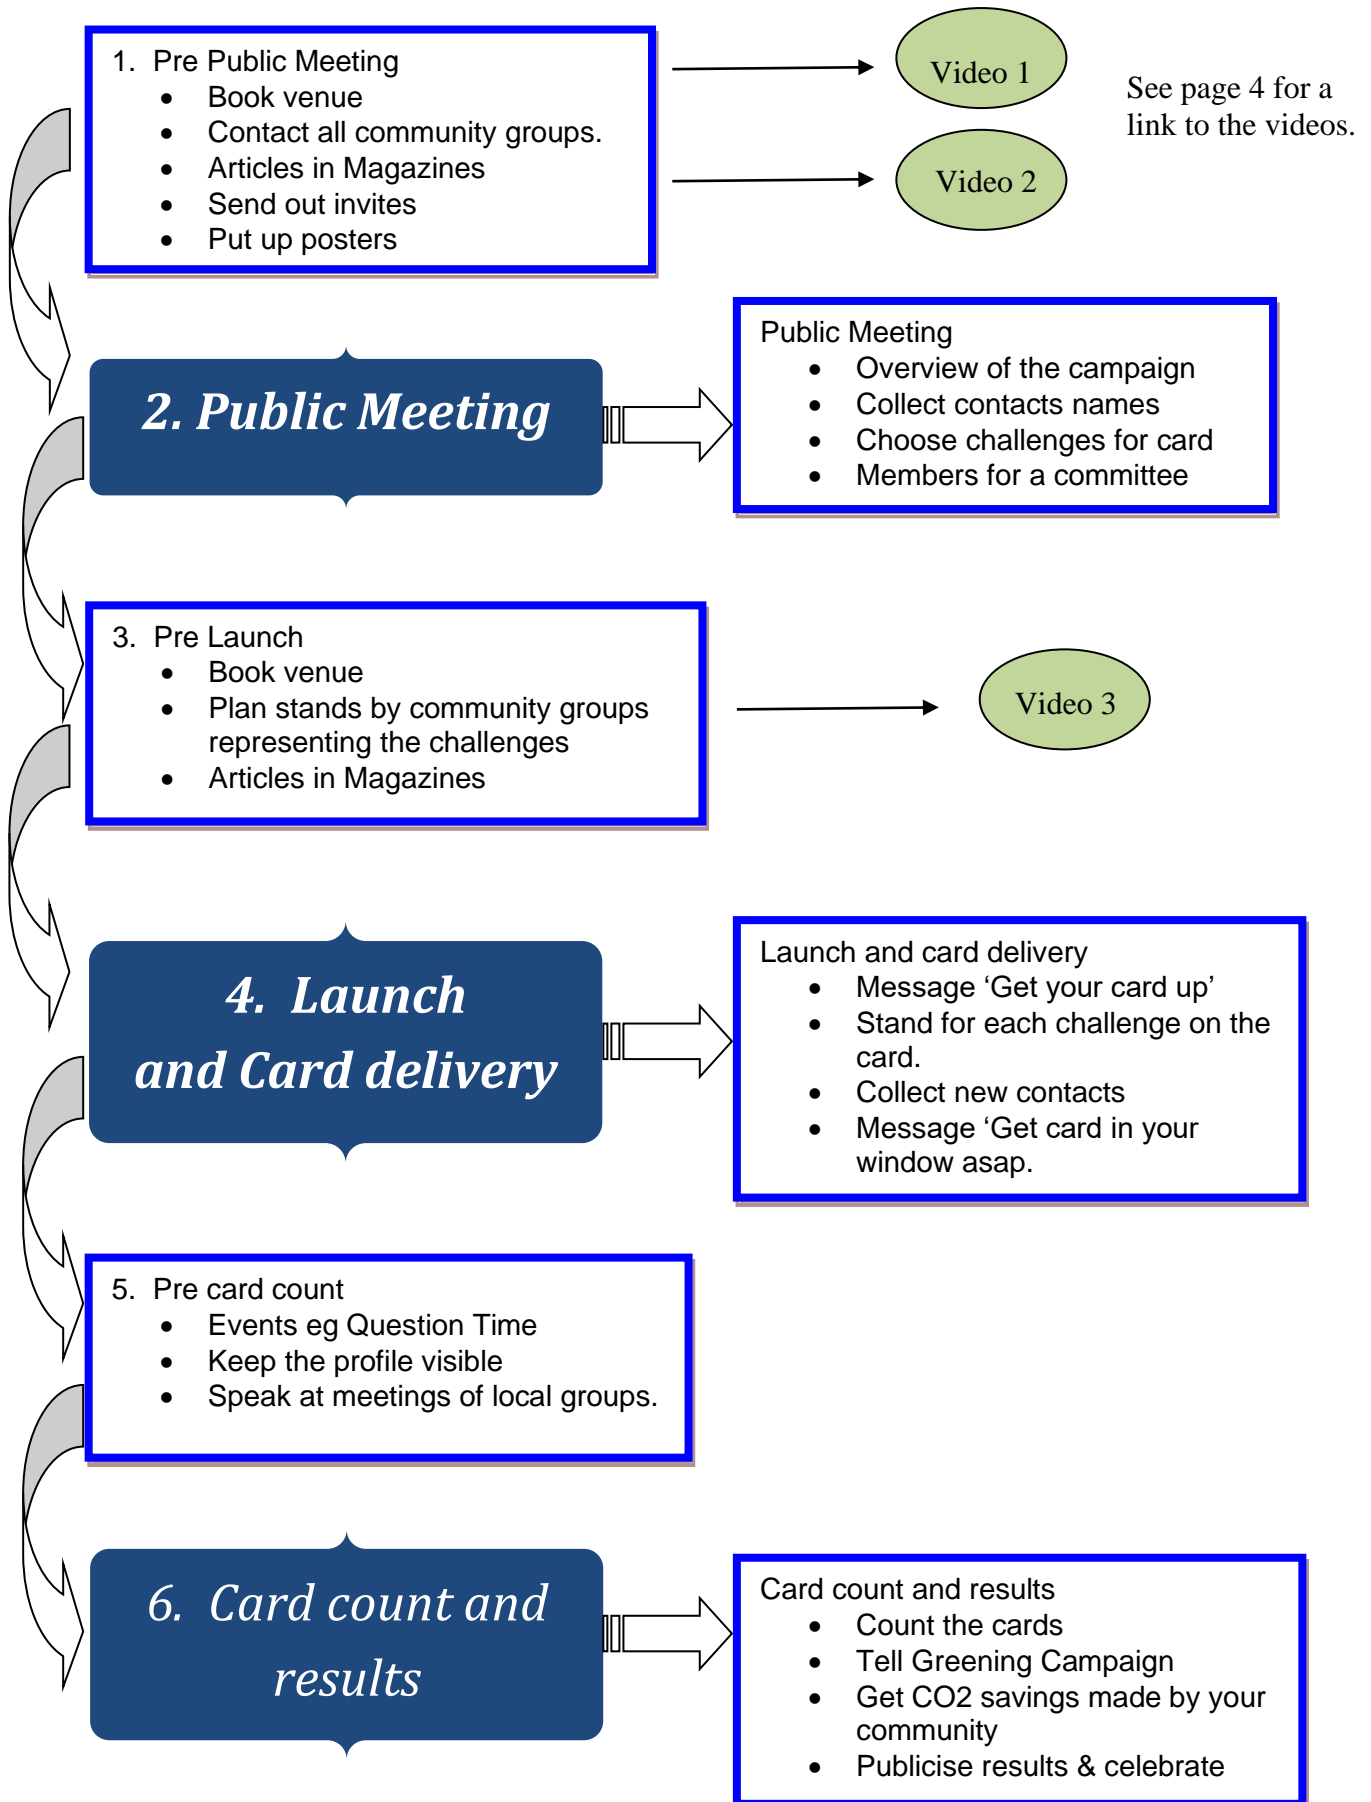 1. Pre Public Meeting
• Book venue
• Contact all community groups.
• Articles in Magazines
• Send out invites
• Put up posters
Video 1
Video 2
See page 4 for a
link to the videos.
2. Public Meeting
Public Meeting
• Overview of the campaign
• Collect contacts names
• Choose challenges for card
• Members for a committee
3. Pre Launch
• Book venue
• Plan stands by community groups
representing the challenges
• Articles in Magazines
Video 3
4. Launch
and Card delivery
Launch and card delivery
• Message ‘Get your card up’
• Stand for each challenge on the
card.
• Collect new contacts
• Message ‘Get card in your
window asap.
5. Pre card count
• Events eg Question Time
• Keep the profile visible
• Speak at meetings of local groups.
6. Card count and
results
Card count and results
• Count the cards
• Tell Greening Campaign
• Get CO2 savings made by your
community
• Publicise results & celebrate